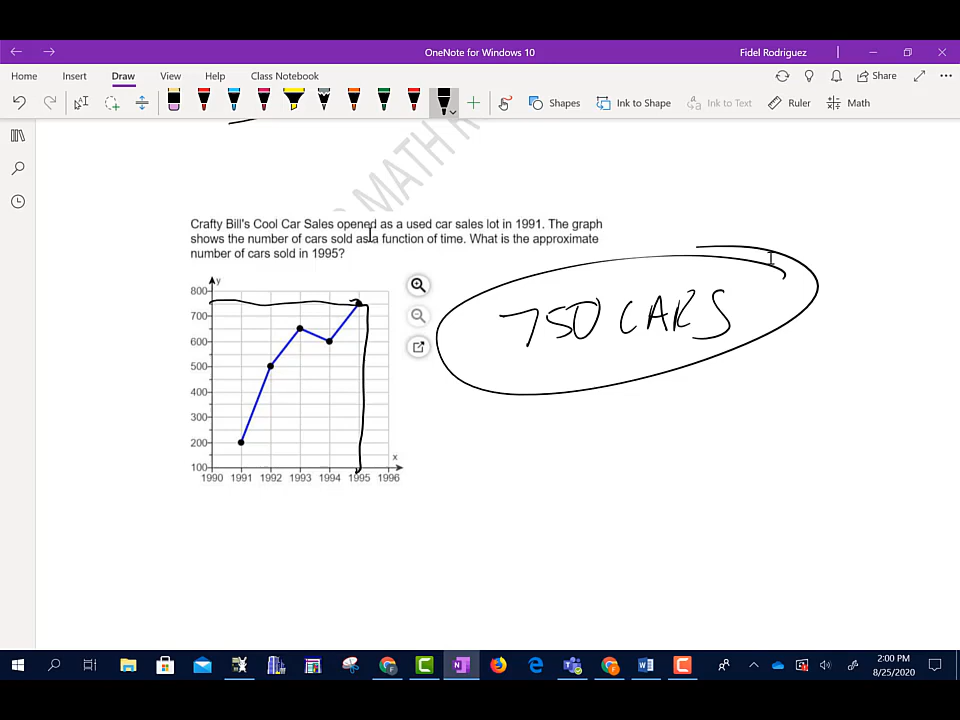 OneNote for Windows 10
Fidel Rodriguez
Home Insert Draw View Help Class Notebook
Share
Shapes
Ink to Shape
Ink to Text
Ruler
Math
MATH
Crafty Bill's Cool Car Sales opened as a used car sales lot in 1991. The graph
shows the number of cars sold as a function of time. What is the approximate
number of cars sold in 1995?
y
800
700
600
500
400
300
200
100
x
1990 1991 1992 1993 1994 1995 1996
750 CARS
2:00 PM
8/25/2020